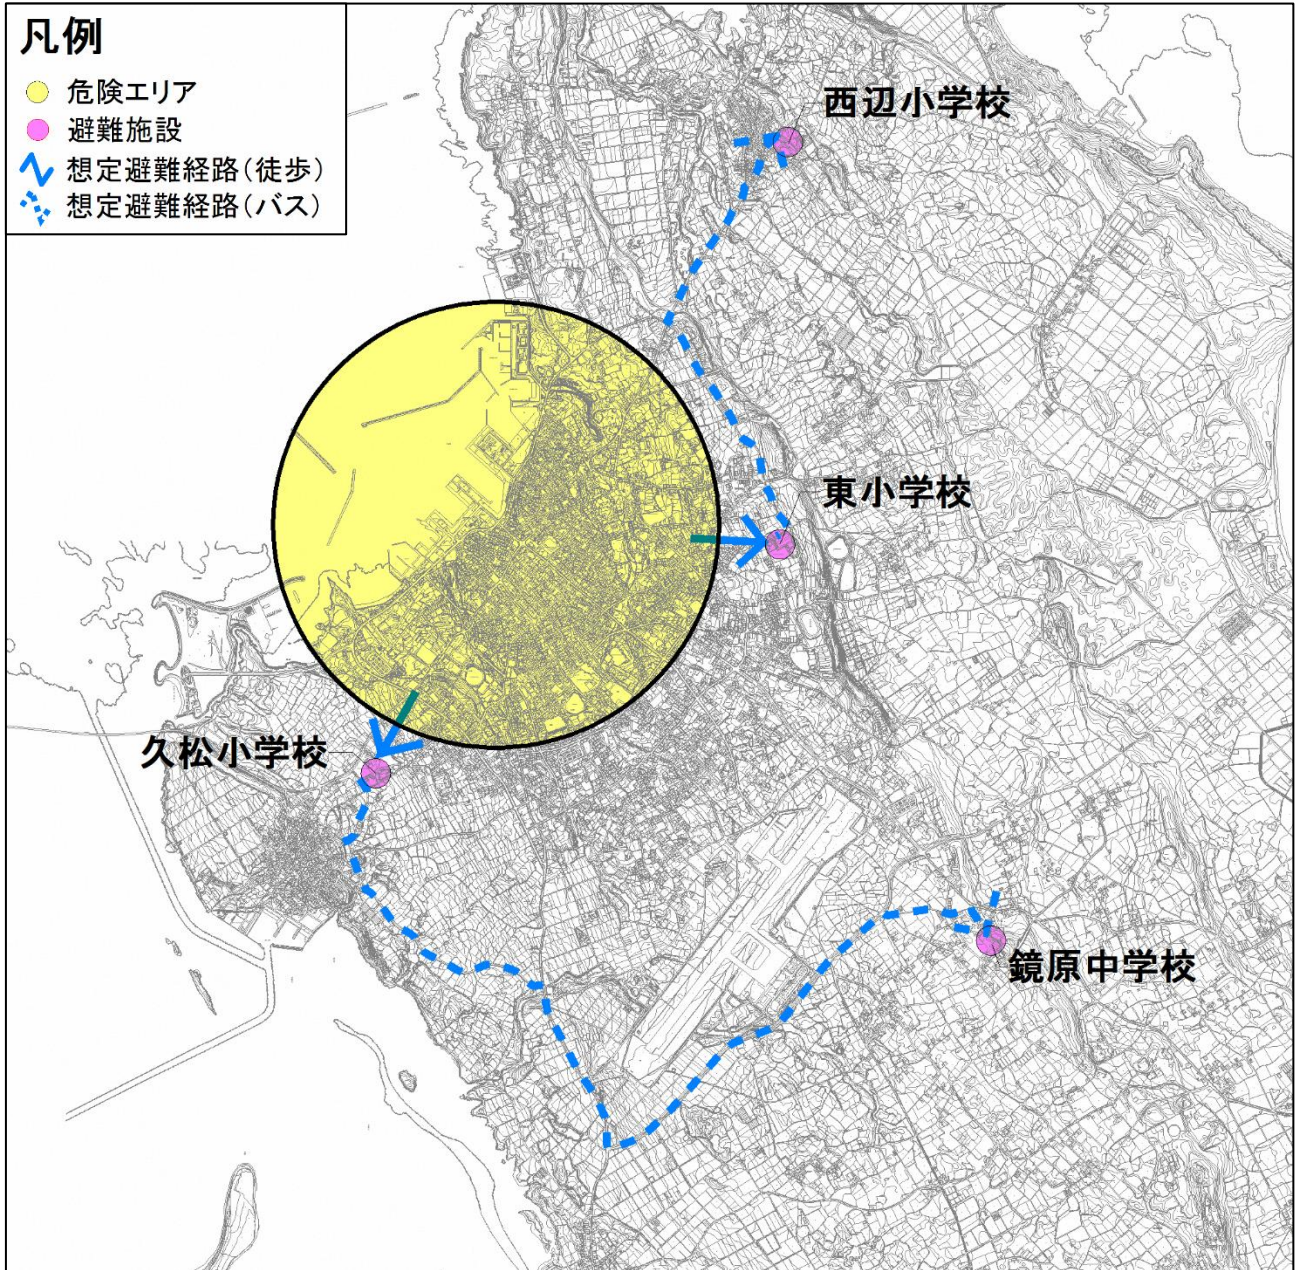 凡例
危険エリア
避難施設
想定避難経路(徒歩)
想定避難経路(バス)
西辺小学校
東小学校
久松小学校
鏡原中学校